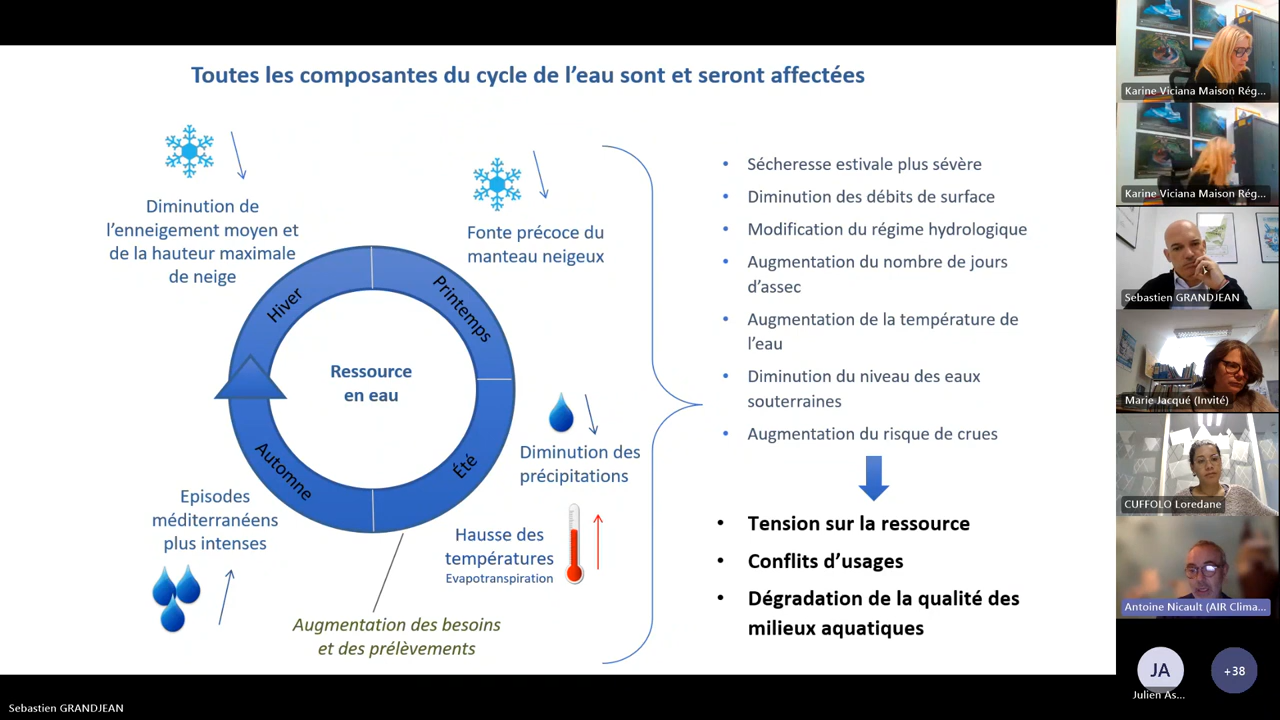 Toutes les composantes du cycle de l’eau sont et seront affectées
Diminution de
l’enneigement moyen et
de la hauteur maximale
de neige
Fonte précoce du
manteau neigeux
Hiver
Printemps
Ressource
en eau
Automne
Été
Diminution des
précipitations
Hausse des
températures
Evapotranspiration
Episodes
méditerranéens
plus intenses
Augmentation des besoins
et des prélèvements
• Sécheresse estivale plus sévère
• Diminution des débits de surface
• Modification du régime hydrologique
• Augmentation du nombre de jours
d’assec
• Augmentation de la température de
l’eau
• Diminution du niveau des eaux
souterraines
• Augmentation du risque de crues
• Tension sur la ressource
• Conflits d’usages
• Dégradation de la qualité des
milieux aquatiques
Karine Viciana Maison Rég...
Karine Viciana Maison Rég...
Sebastien GRANDJEAN
Marie Jacqué (Invité)
CUFFOLO Loredane
Antoine Nicault (AIR Clima...
JA
+38
Julien As...
Sebastien GRANDJEAN